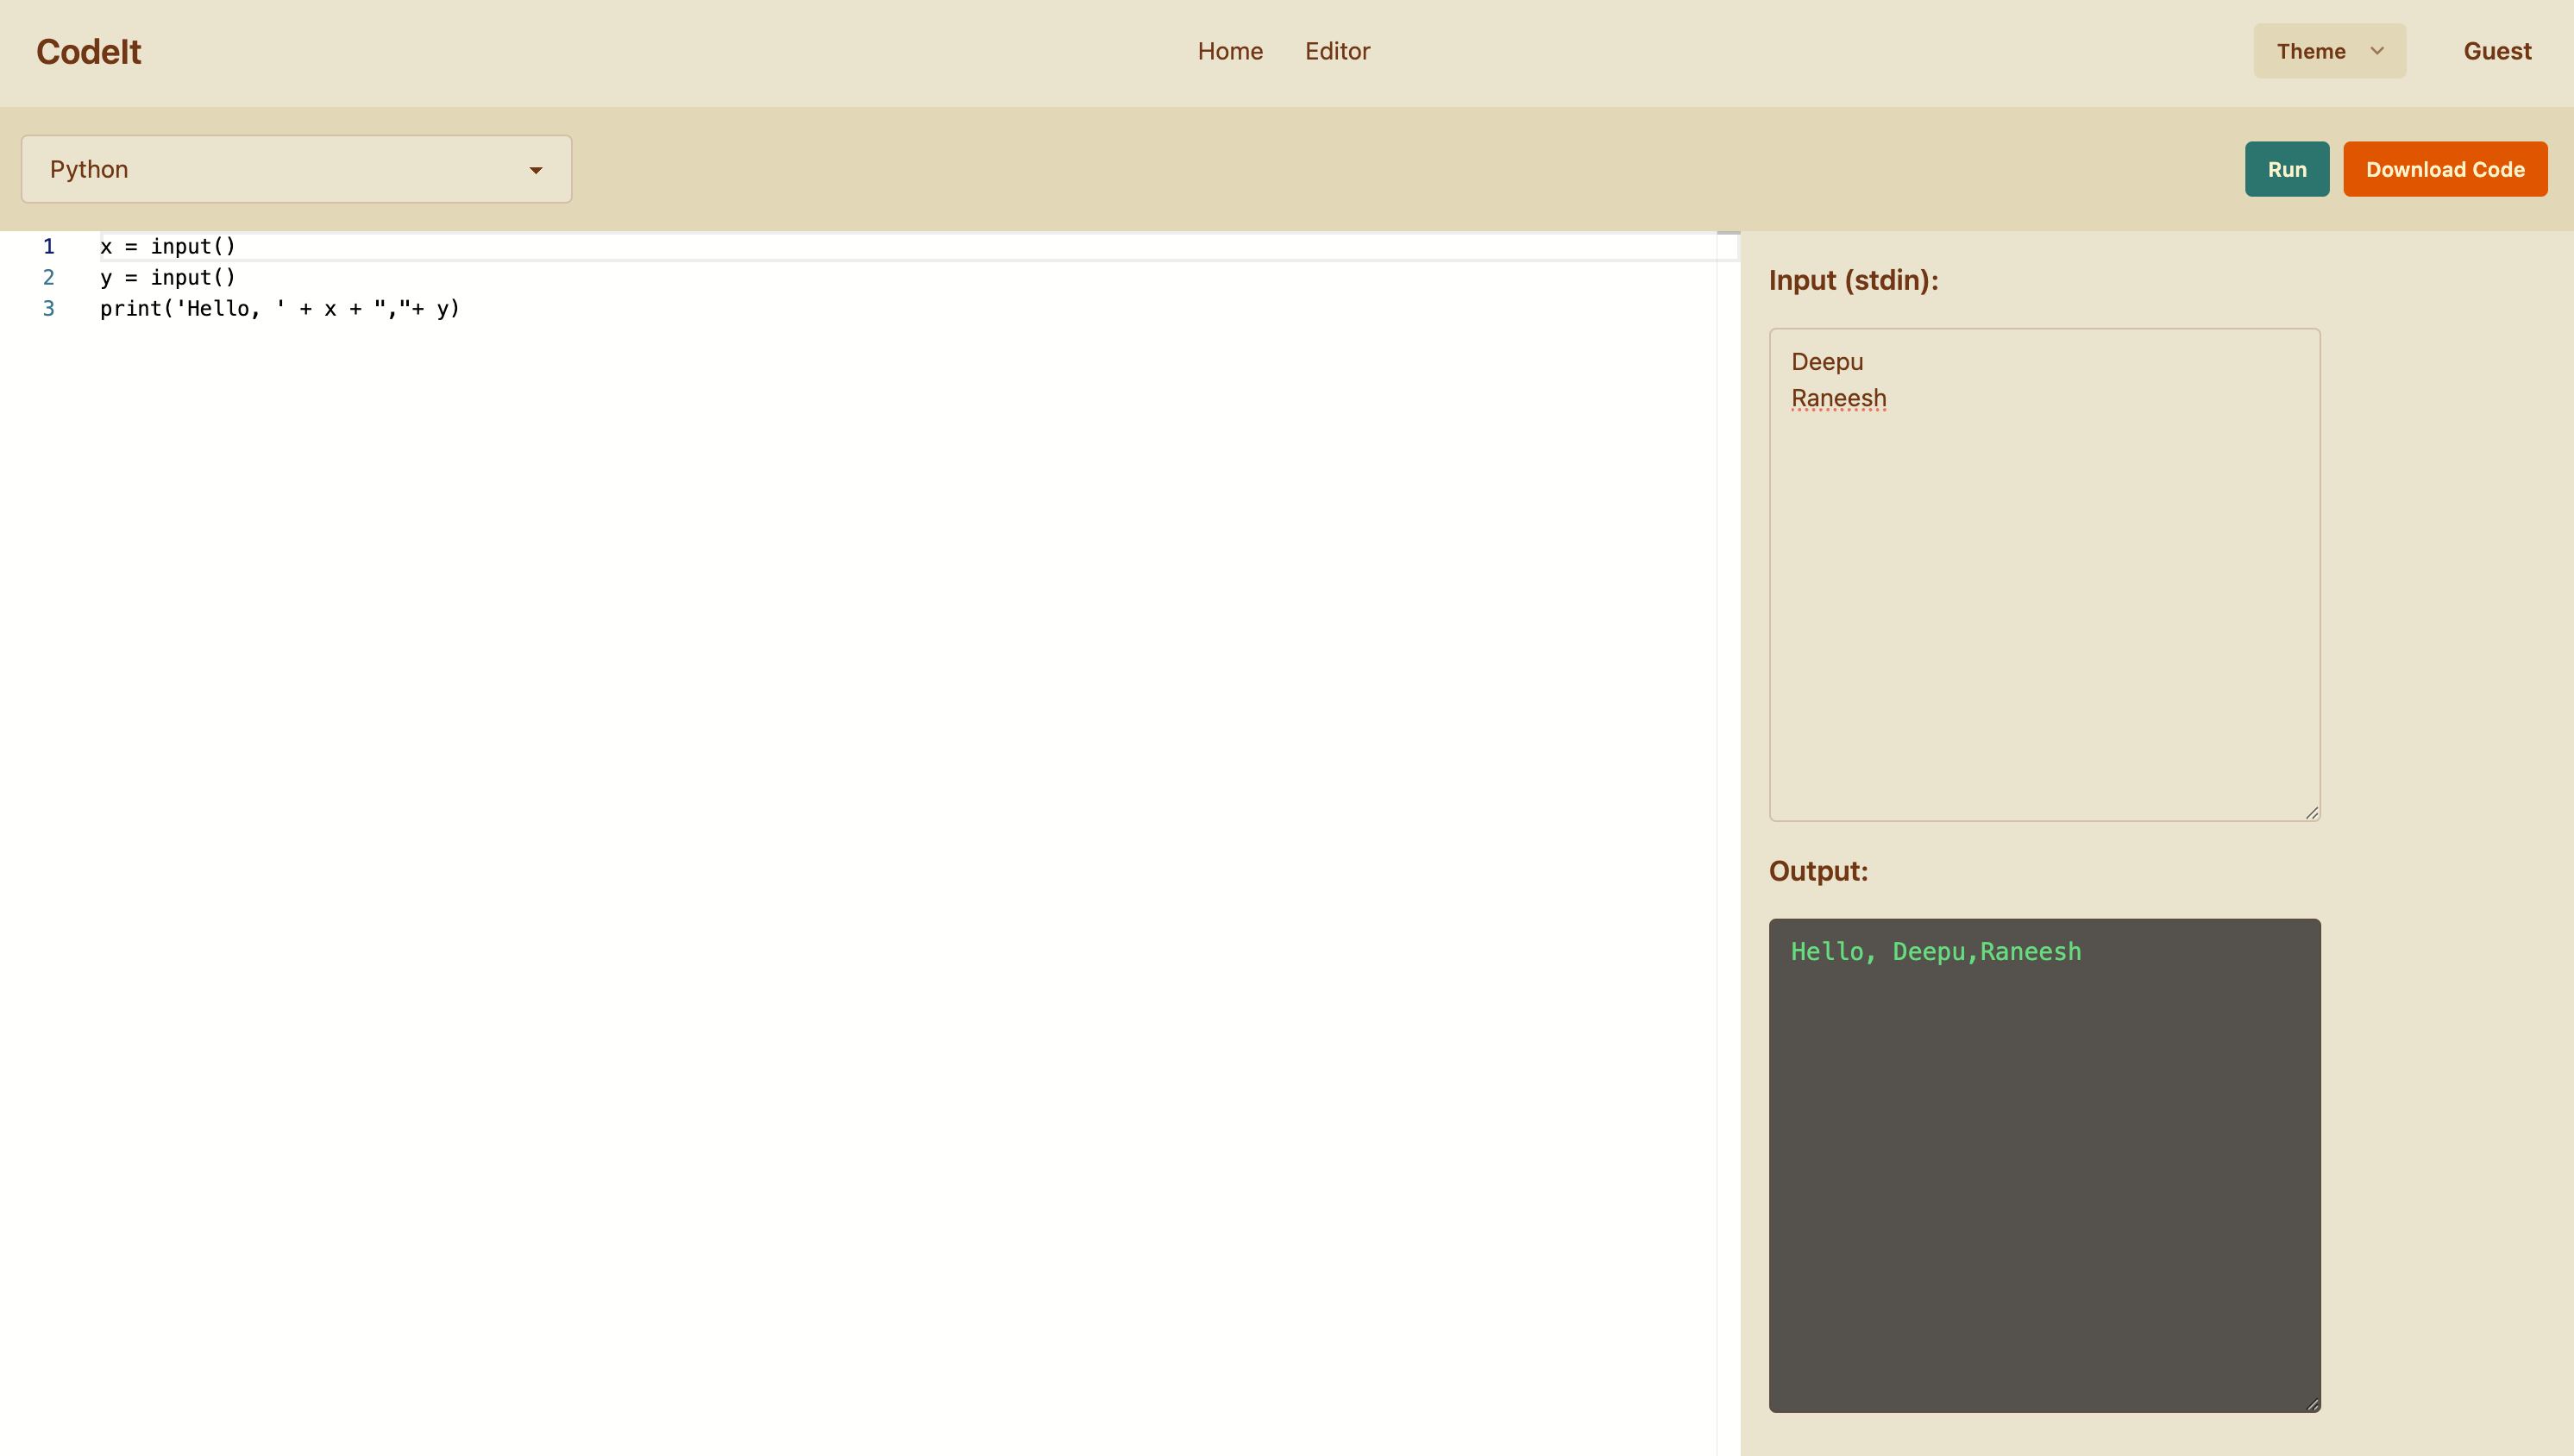 CodeIt
Home Editor
Theme
Guest
Python
Run
Download Code
1 x = input()
2 y = input()
3 print('Hello, ' + x + ","+ y)
Input (stdin):
Deepu
Raneesh
Output:
Hello, Deepu,Raneesh